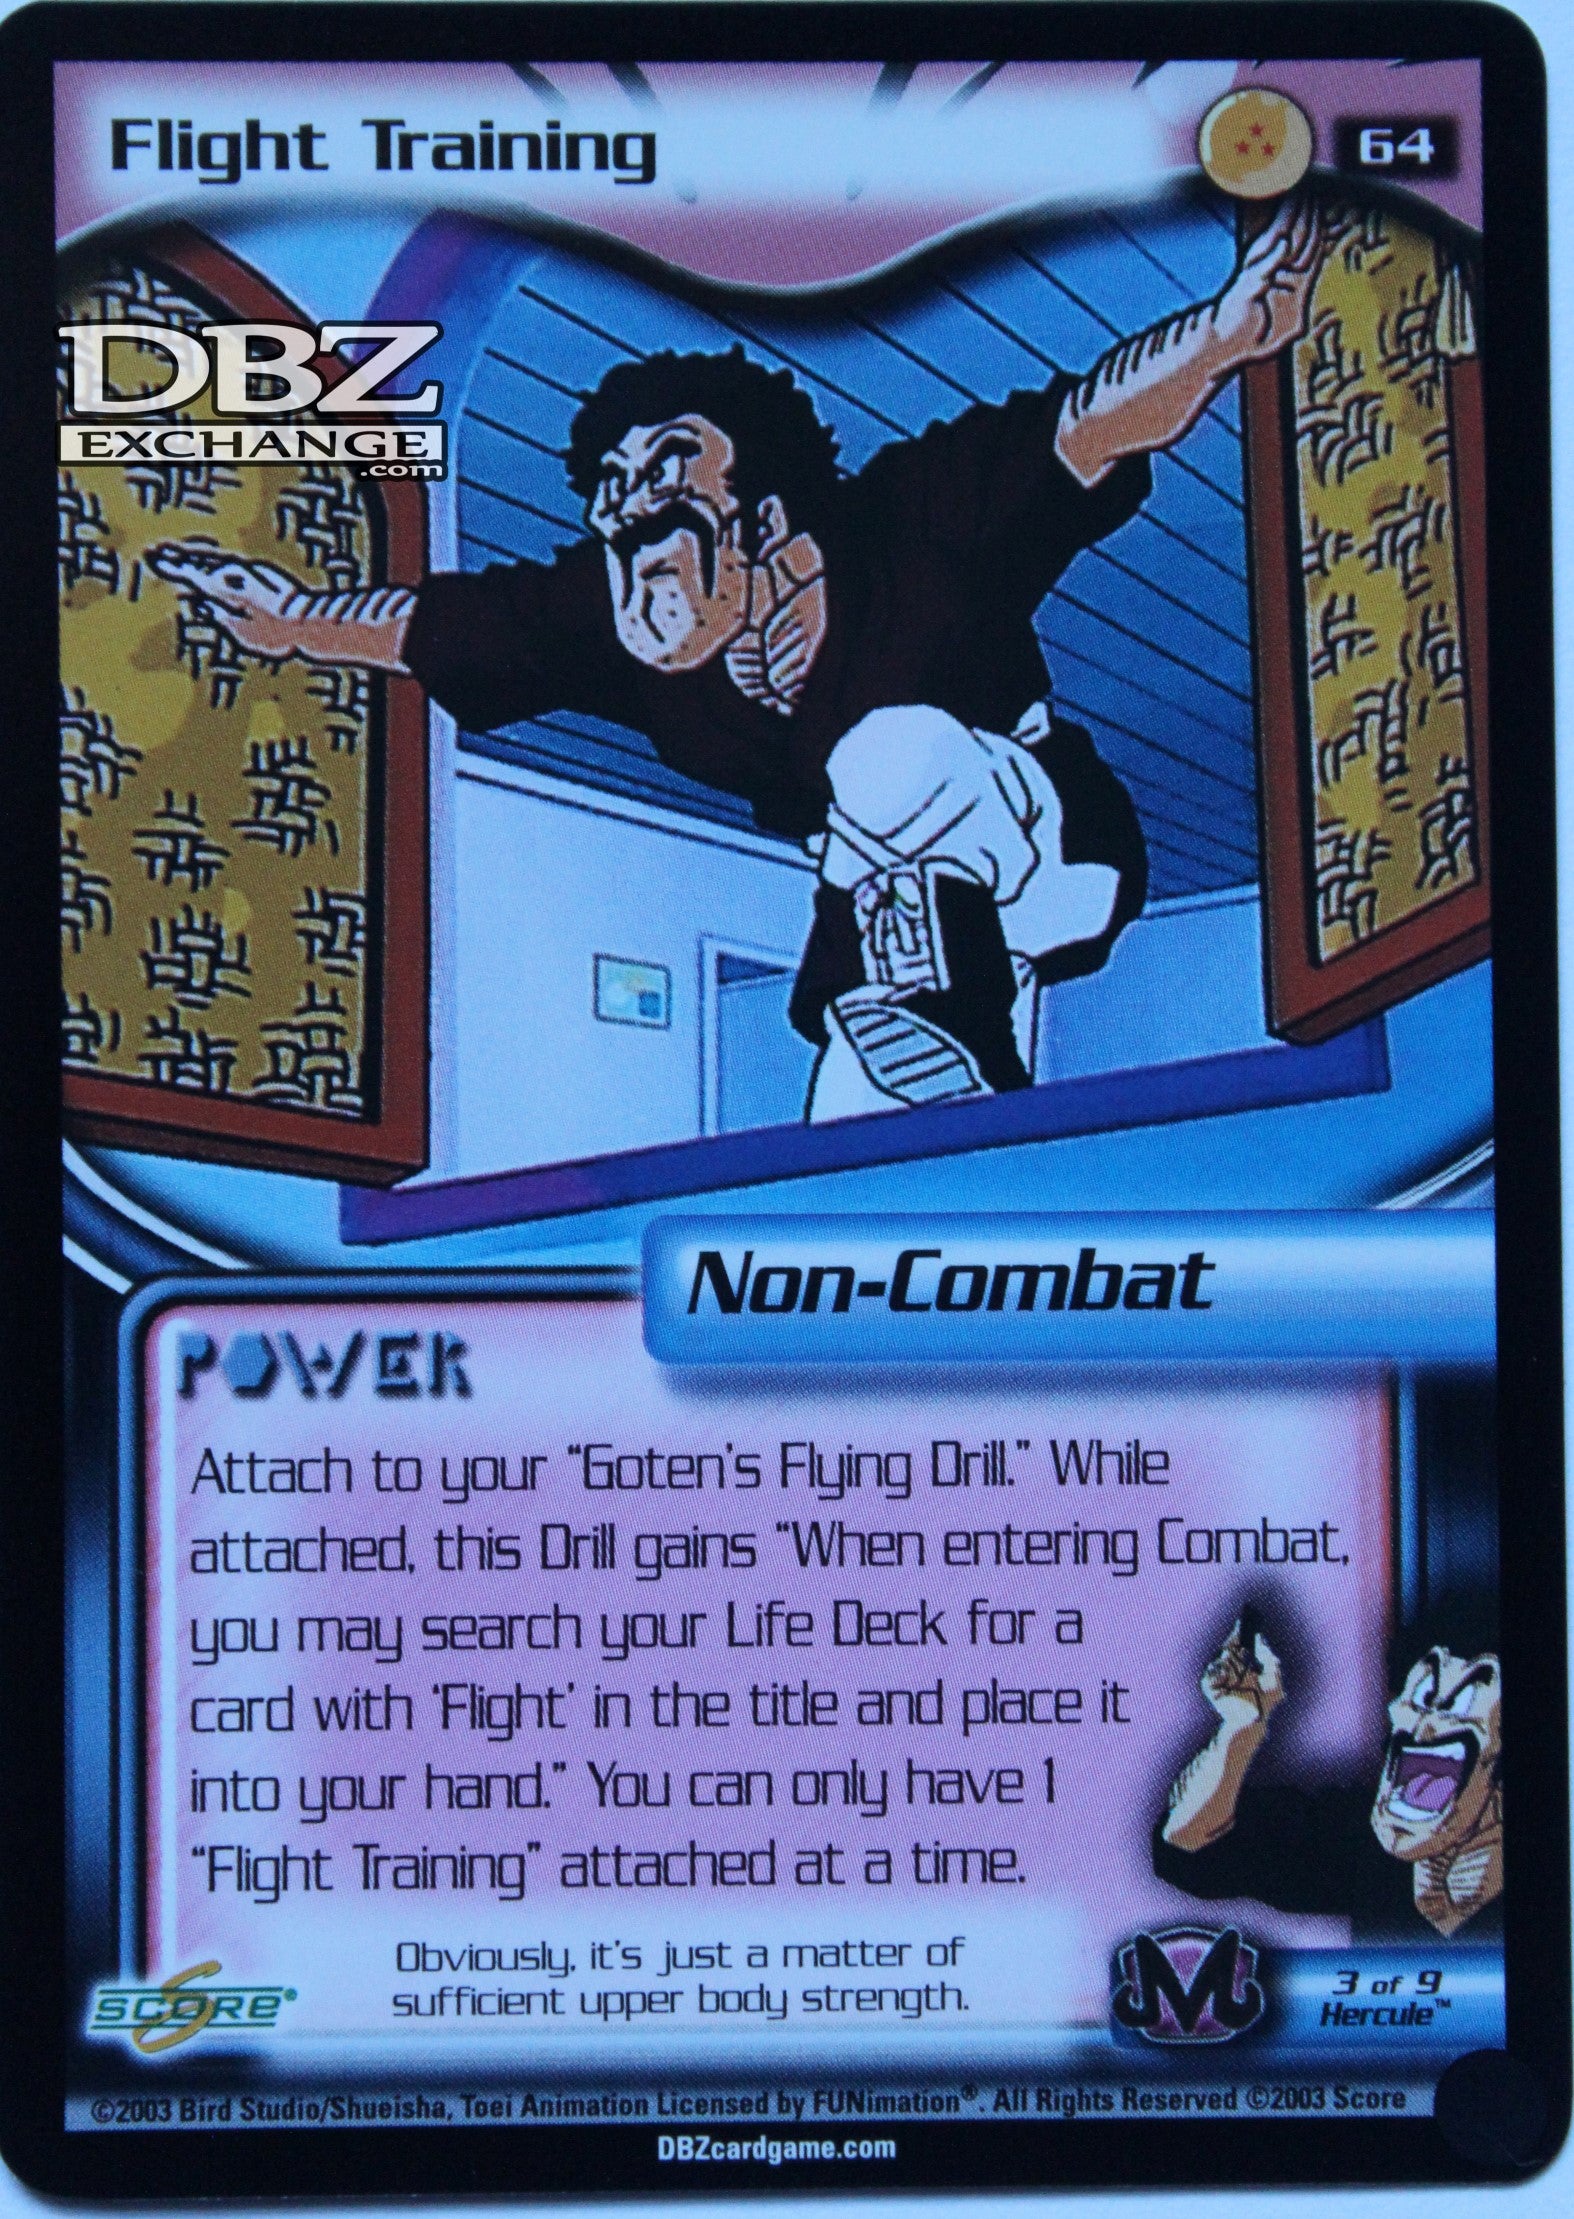 Flight Training
64
DBZ
EXCHANGE
.com
Non-Combat
POWER
Attach to your "Goten's Flying Drill." While
attached, this Drill gains "When entering Combat,
you may search your Life Deck for a
card with 'Flight' in the title and place it
into your hand." You can only have 1
"Flight Training" attached at a time.
Obviously, it's just a matter of
sufficient upper body strength.
SCORE®
M
3 of 9
Hercule™
©2003 Bird Studio/Shueisha, Toei Animation Licensed by FUNimation®. All Rights Reserved ©2003 Score
DBZcardgame.com